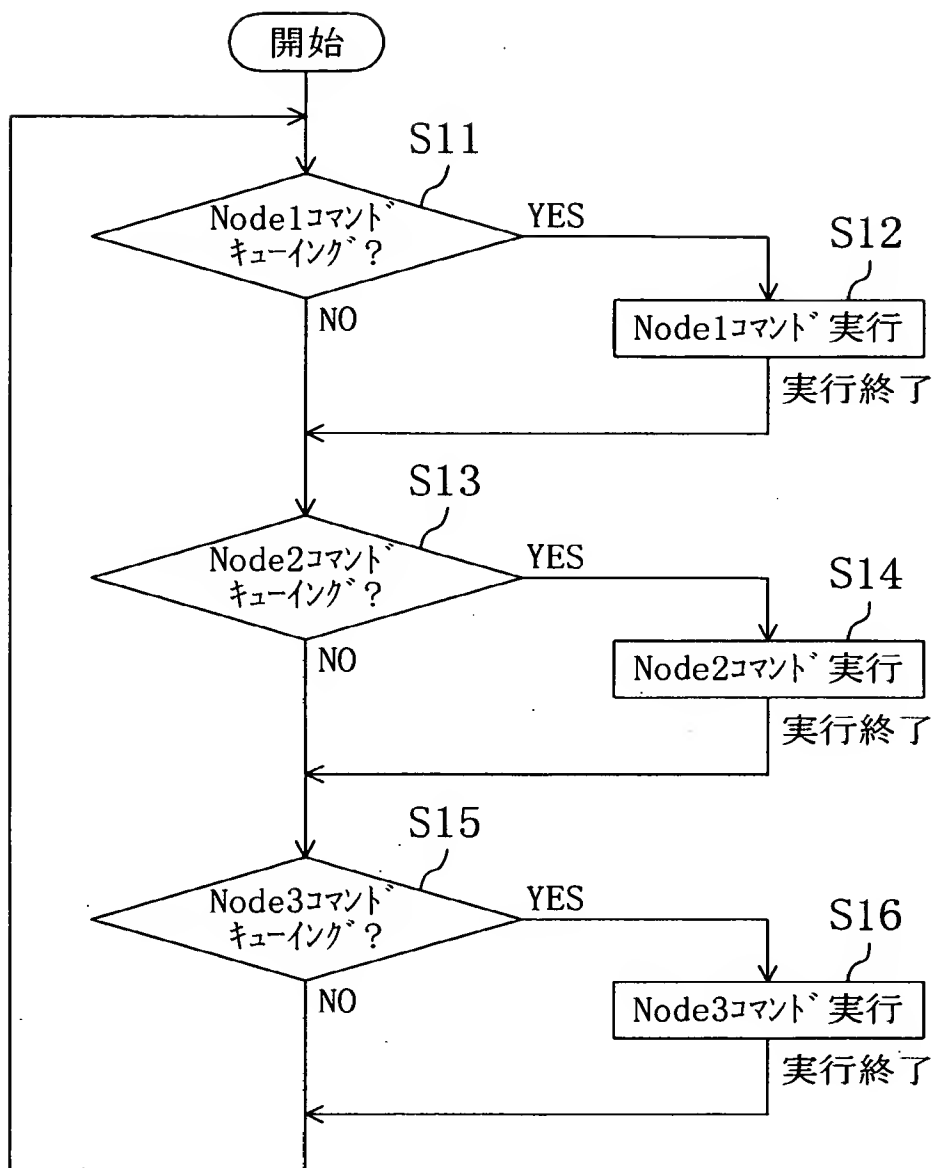 開始
S11
Node1コマンド
キューイング?
YES
NO
S12
Node1コマンド 実行
実行終了
S13
Node2コマンド
キューイング?
YES
NO
S14
Node2コマンド 実行
実行終了
S15
Node3コマンド
キューイング?
YES
NO
S16
Node3コマンド 実行
実行終了